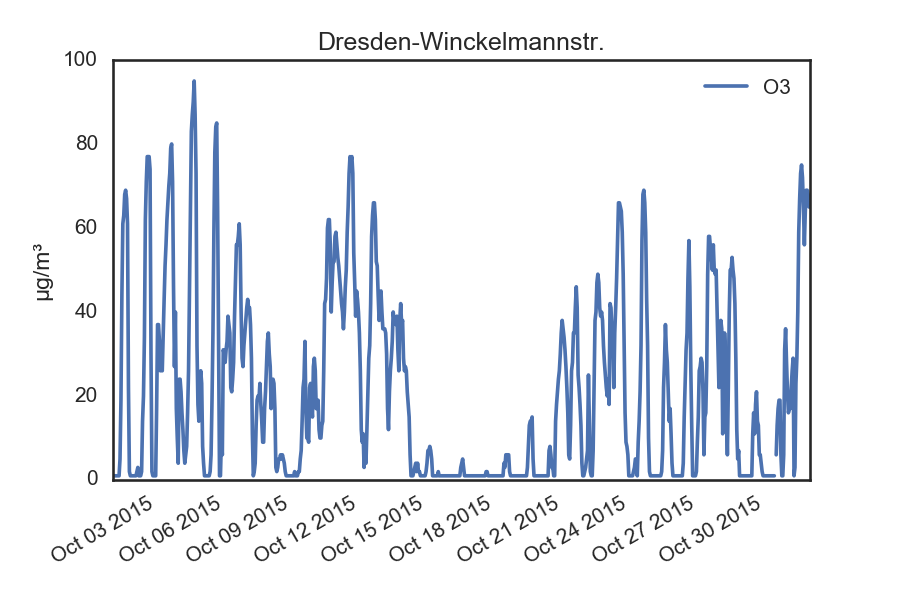 Dresden-Winckelmannstr.
100
80
60
40
20
0
µg/m³
O3
Oct 03 2015
Oct 06 2015
Oct 09 2015
Oct 12 2015
Oct 15 2015
Oct 18 2015
Oct 21 2015
Oct 24 2015
Oct 27 2015
Oct 30 2015